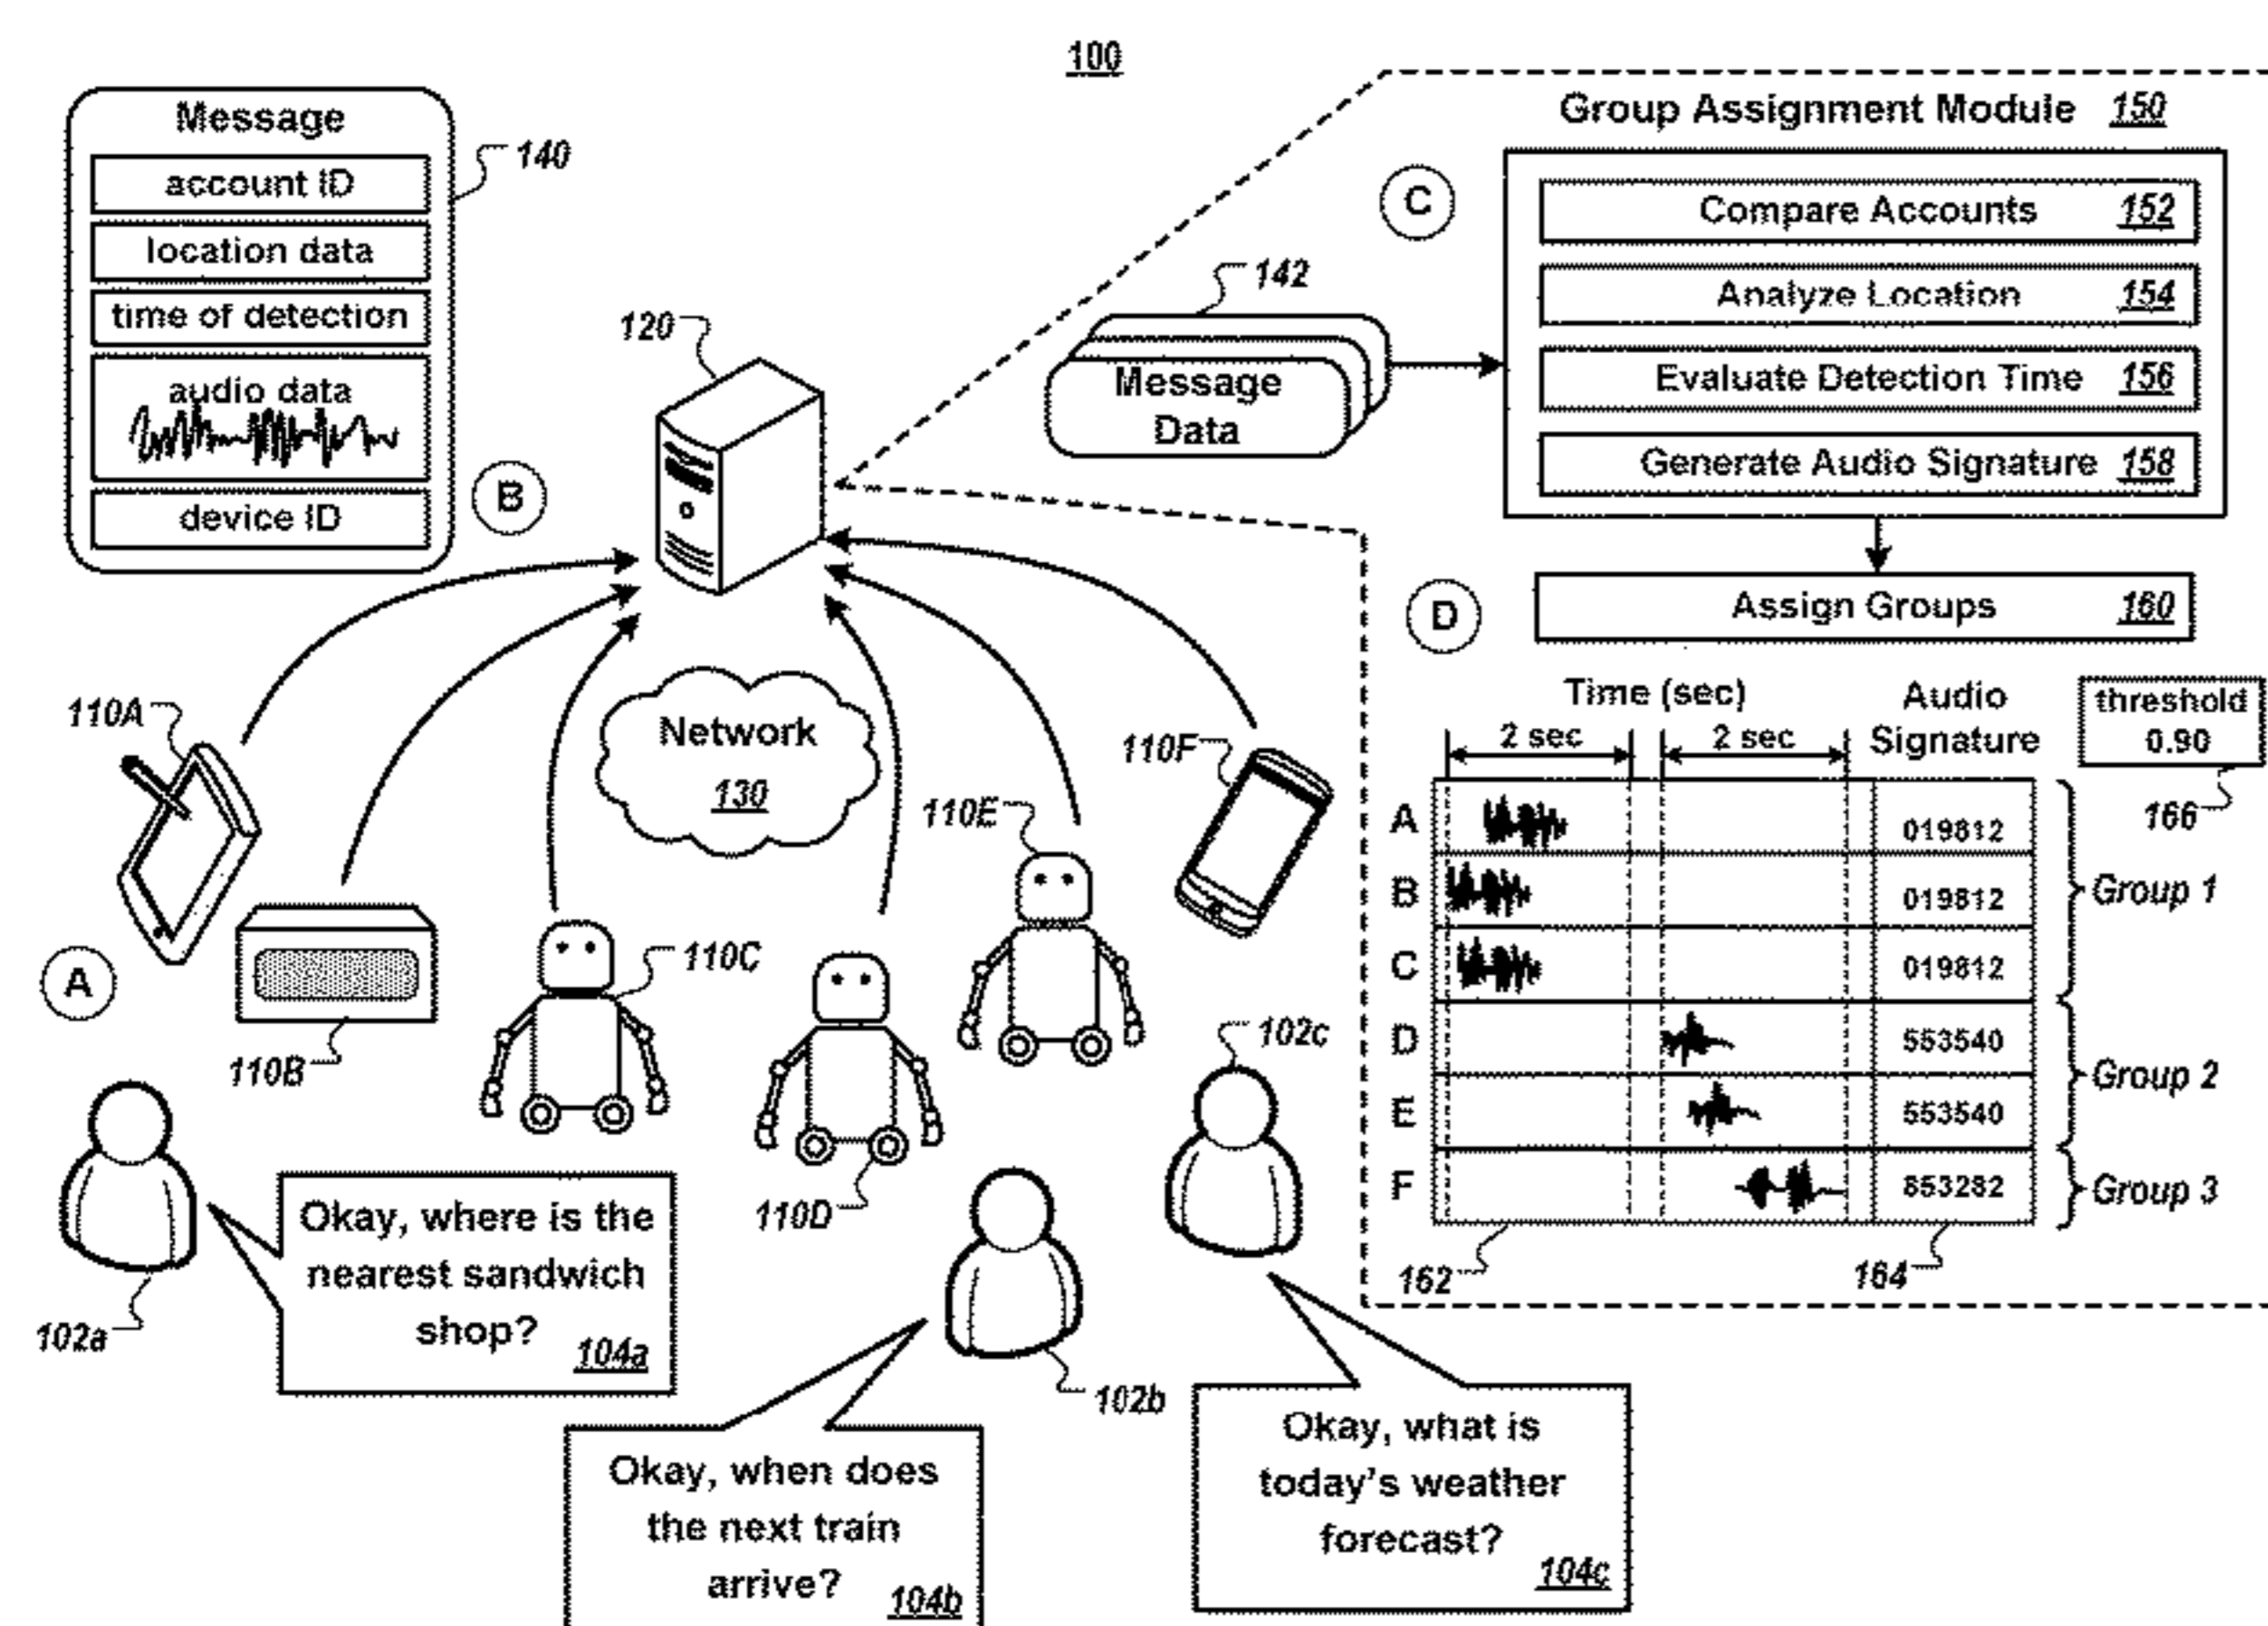 100
Message
account ID
location data
time of detection
audio data
device ID
140
B
120
142
Message
Data
Group Assignment Module 150
C
Compare Accounts 152
Analyze Location 154
Evaluate Detection Time 156
Generate Audio Signature 158
D
Assign Groups 160
Network
130
110A
110B
110C
110D
110E
110F
A
102a
Okay, where is the
nearest sandwich
shop?
104a
102b
Okay, when does
the next train
arrive?
104b
102c
Okay, what is
today's weather
forecast?
104c
Time (sec)
2 sec 2 sec
Audio
Signature
threshold
0.90
166
A 019812
B 019812
C 019812
Group 1
D 553540
E 553540
Group 2
F 853282
Group 3
162
164